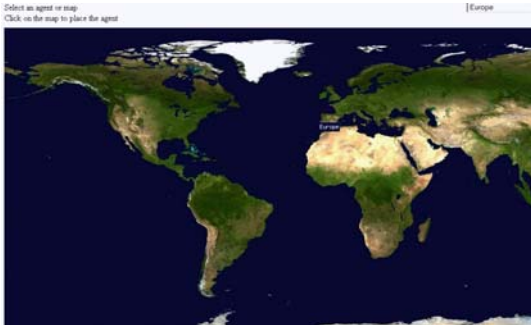 Select an agent or map
Europe
Click on the map to place the agent
Europe